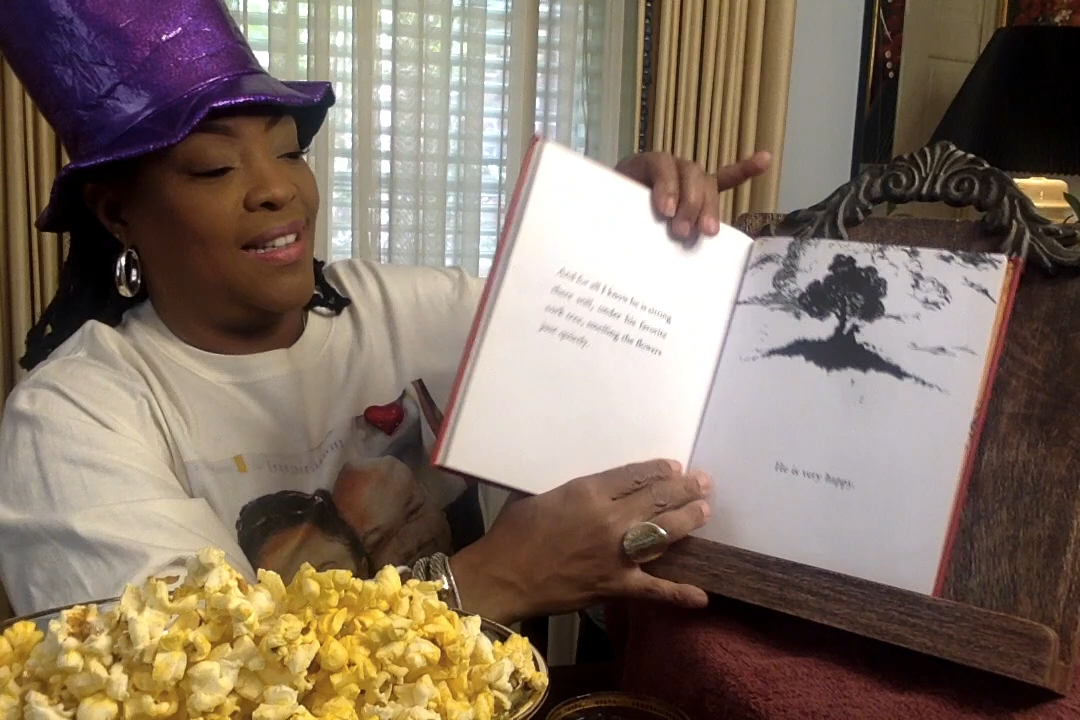 And for all I know he is sitting
there still, under his favorite
cork tree, smelling the flowers
just quietly.
He is very happy.